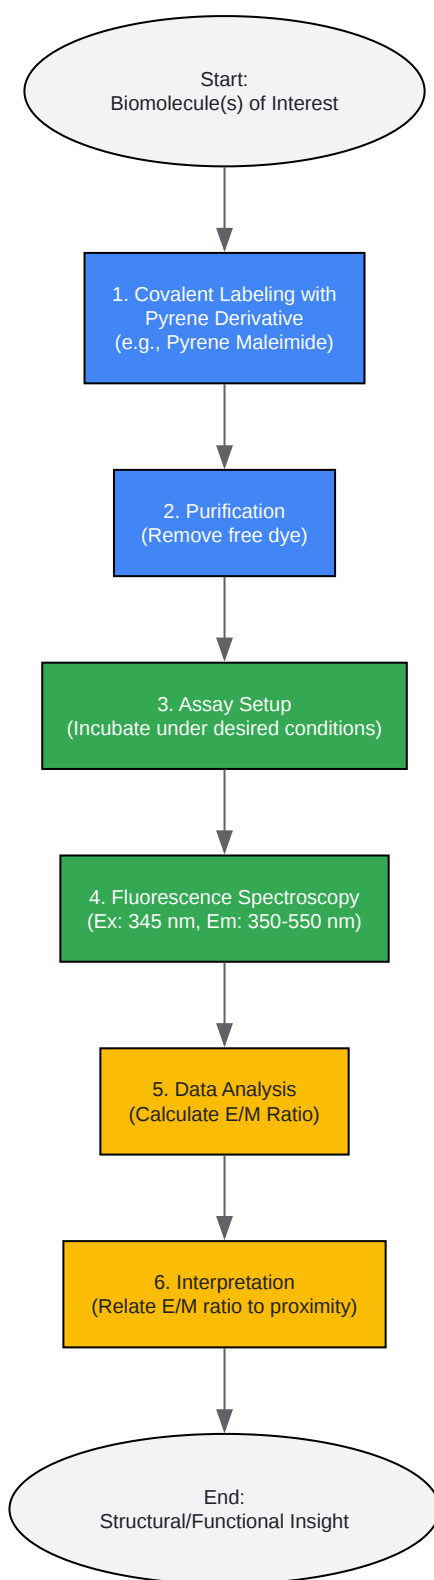 Start:
Biomolecule(s) of Interest
1. Covalent Labeling with
Pyrene Derivative
(e.g., Pyrene Maleimide)
2. Purification
(Remove free dye)
3. Assay Setup
(Incubate under desired conditions)
4. Fluorescence Spectroscopy
(Ex: 345 nm, Em: 350-550 nm)
5. Data Analysis
(Calculate E/M Ratio)
6. Interpretation
(Relate E/M ratio to proximity)
End:
Structural/Functional Insight